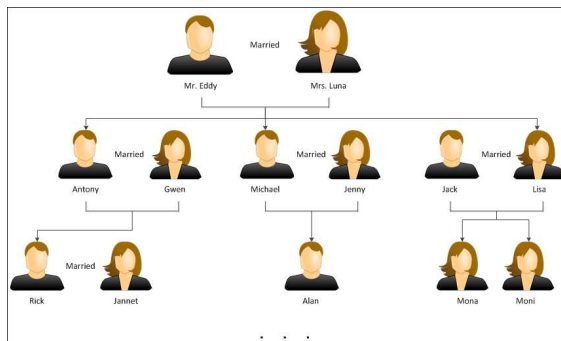 Married
Mr. Eddy Mrs. Luna
Married Married Married
Antony Gwen Michael Jenny Jack Lisa
Married
Rick Jannet Alan Mona Moni
. . .